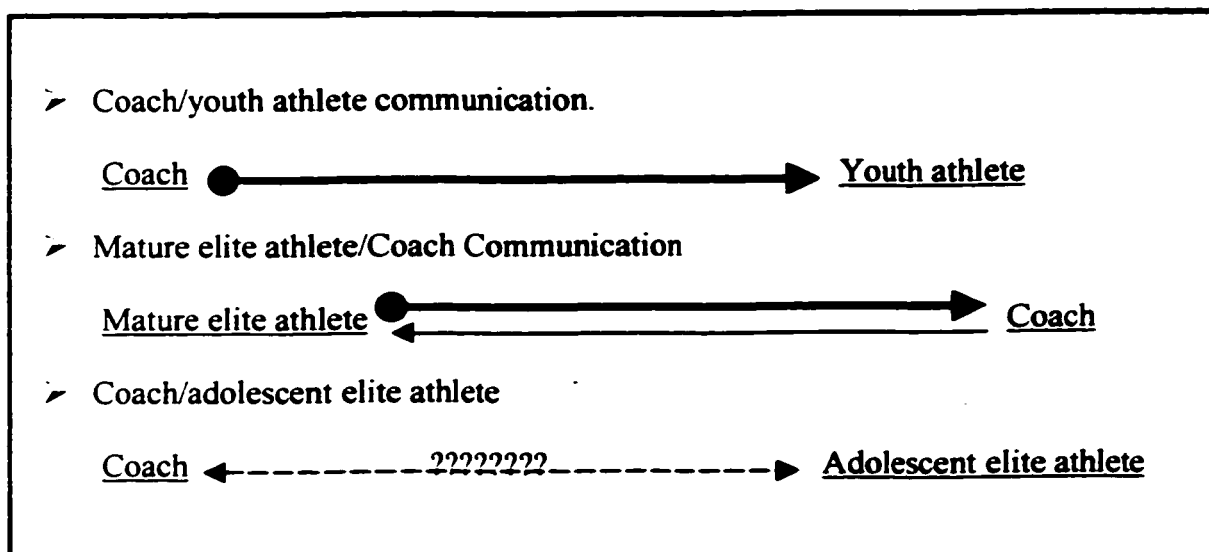 ➢ Coach/youth athlete communication.
Coach Youth athlete
➢ Mature elite athlete/Coach Communication
Mature elite athlete Coach
➢ Coach/adolescent elite athlete
Coach ???????? Adolescent elite athlete